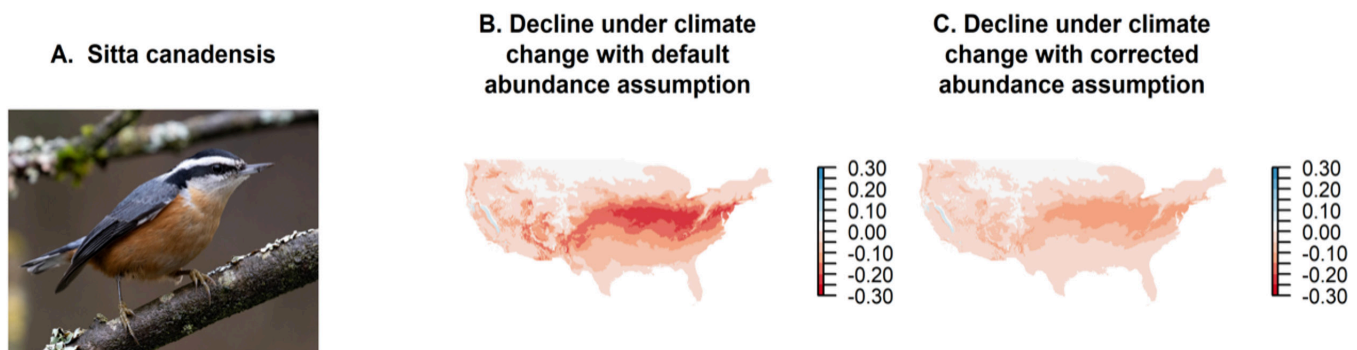 A. Sitta canadensis
B. Decline under climate
change with default
abundance assumption
C. Decline under climate
change with corrected
abundance assumption
0.30
0.20
0.10
0.00
-0.10
-0.20
-0.30
0.30
0.20
0.10
0.00
-0.10
-0.20
-0.30